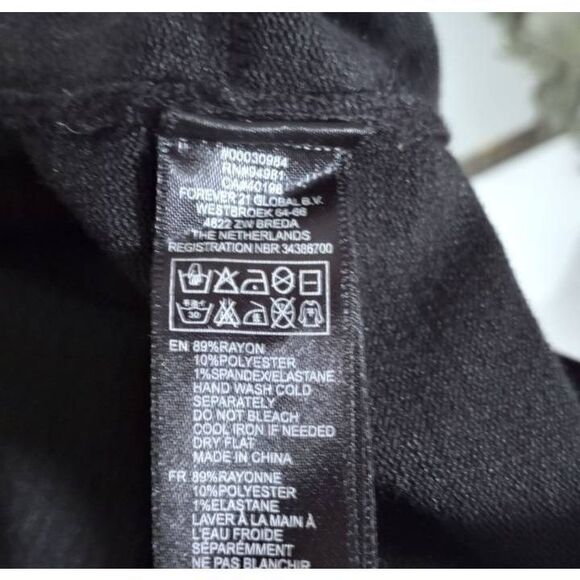 #00030984
RN#94981
CA#40198
FOREVER 21 GLOBAL B.V.
WESTBROEK 64-66
4822 ZW BREDA
THE NETHERLANDS
REGISTRATION NBR 34386700
30
EN 89%RAYON
10%POLYESTER
1%SPANDEX/ELASTANE
HAND WASH COLD
SEPARATELY
DO NOT BLEACH
COOL IRON IF NEEDED
DRY FLAT
MADE IN CHINA
FR 89%RAYONNE
10%POLYESTER
1%ELASTANE
LAVER À LA MAIN À
L'EAU FROIDE
SÉPARÉMMENT
NE PAS BLANCHIR